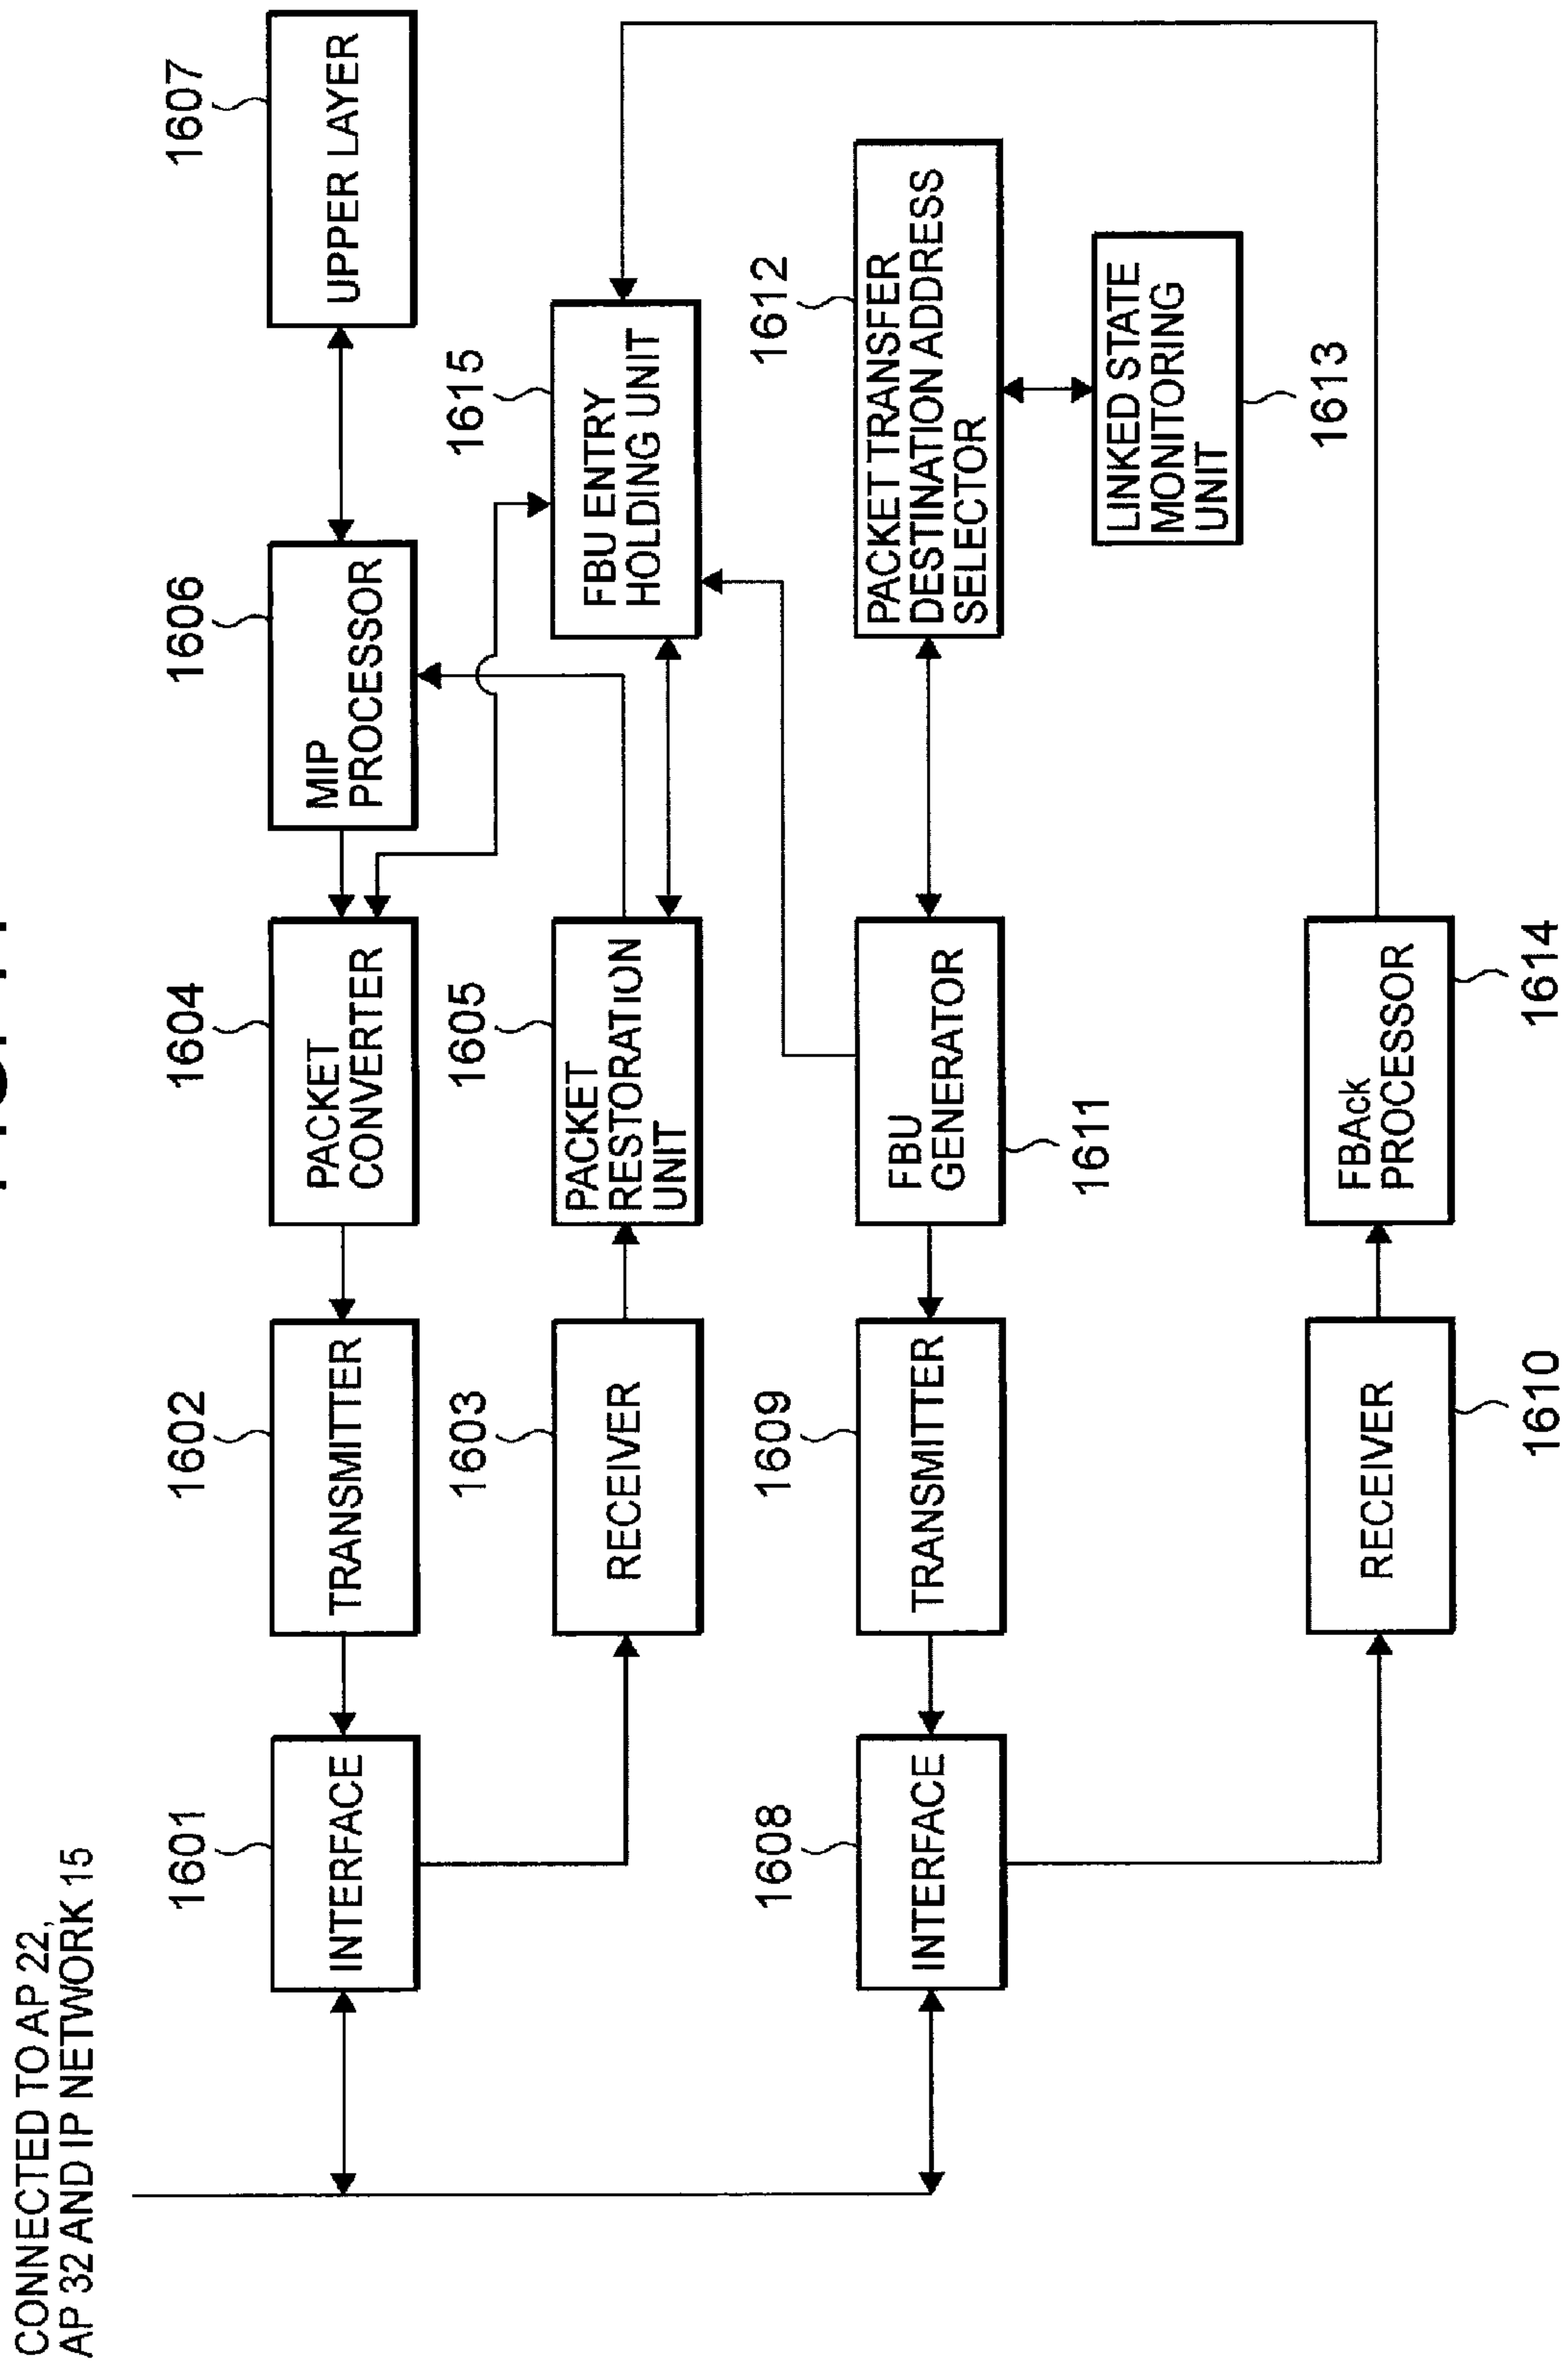 CONNECTED TO AP 22,
AP 32 AND IP NETWORK 15
1601
INTERFACE
1602
TRANSMITTER
1604
PACKET
CONVERTER
1606
MIP
PROCESSOR
1607
UPPER LAYER
1603
RECEIVER
1605
PACKET
RESTORATION
UNIT
1615
FBU ENTRY
HOLDING UNIT
1608
INTERFACE
1609
TRANSMITTER
FBU
GENERATOR
1611
1612
PACKET TRANSFER
DESTINATION ADDRESS
SELECTOR
LINKED STATE
MONITORING
UNIT
1613
RECEIVER
1610
FBAck
PROCESSOR
1614